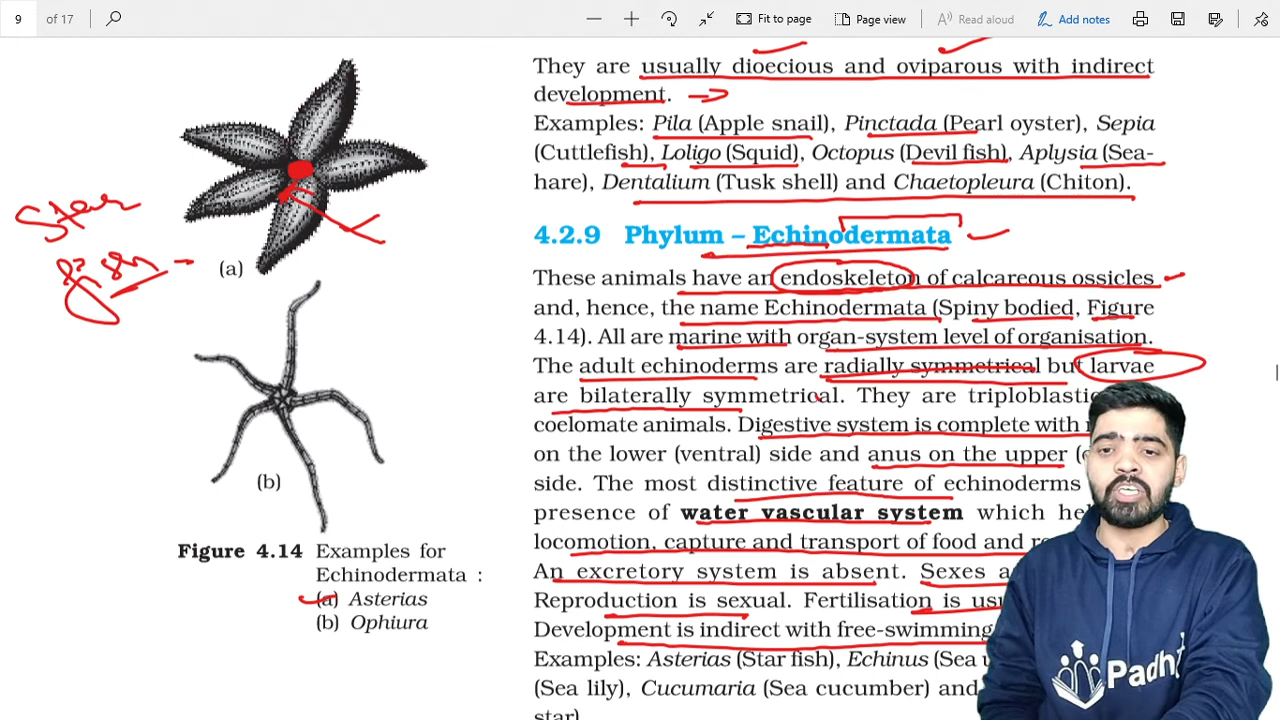 9 of 17 Fit to page Page view Read aloud Add notes
They are usually dioecious and oviparous with indirect
development.
Examples: Pila (Apple snail), Pinctada (Pearl oyster), Sepia
(Cuttlefish), Loligo (Squid), Octopus (Devil fish), Aplysia (Sea-
hare), Dentalium (Tusk shell) and Chaetopleura (Chiton).
4.2.9 Phylum – Echinodermata
These animals have an endoskeleton of calcareous ossicles
and, hence, the name Echinodermata (Spiny bodied, Figure
4.14). All are marine with organ-system level of organisation.
The adult echinoderms are radially symmetrical but larvae
are bilaterally symmetrical. They are triploblastic
coelomate animals. Digestive system is complete with
on the lower (ventral) side and anus on the upper
side. The most distinctive feature of echinoderms
presence of water vascular system which
locomotion, capture and transport of food and
An excretory system is absent. Sexes
Reproduction is sexual. Fertilisation is
Development is indirect with free-swimming
Examples: Asterias (Star fish), Echinus (Sea
(Sea lily), Cucumaria (Sea cucumber) and
star)
Star
fish
(a)
(b)
Figure 4.14 Examples for
Echinodermata :
(a) Asterias
(b) Ophiura
Padh